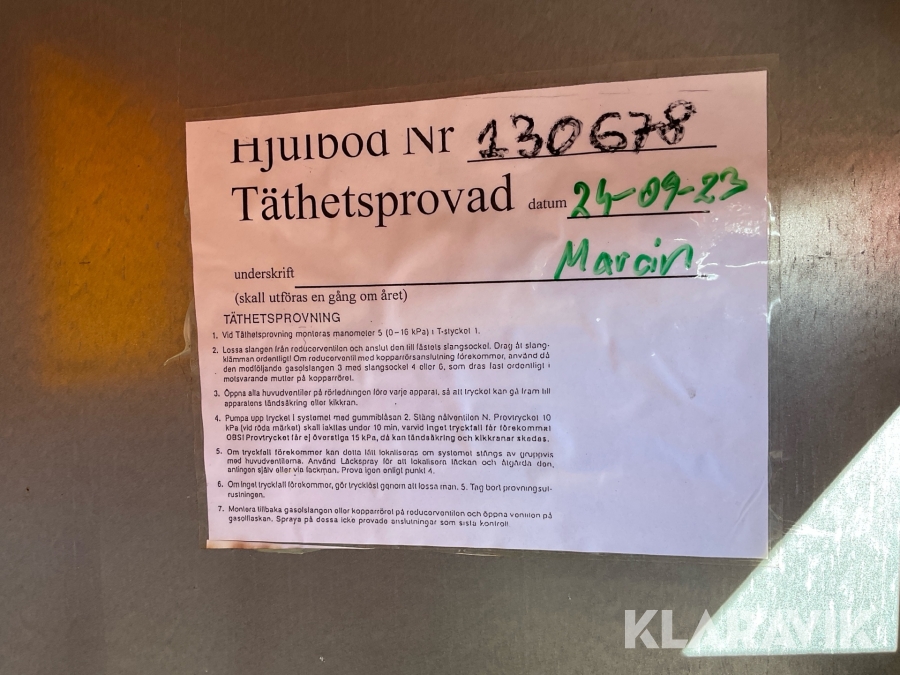 Hjulbod Nr 130678
Täthetsprovad datum 24-09-23
Marcin
underskrift
(skall utföras en gång om året)
TÄTHETSPROVNING
1. Vid Täthetsprovning monteras manometer 5 (0-16 kPa) i T-stycket 1.
2. Lossa slangen från reducerventilen och anslut den till fästets slangsockel. Drag åt slang-
klämman ordentligt! Om reducerventil med kopparrörsanslutning förekommer, använd då
den medföljande gasolslangen 3 med slangsockel 4 eller 6, som dras fast ordentligt i
motsvarande mutter på kopparröret.
3. Öppna alla huvudventiler på rörledningen före varje apparat, så att trycket kan gå fram till
apparatens tändsäkring eller kikkran.
4. Pumpa upp trycket i systemet med gummiblåsan 2. Stäng nålventilen N. Provtrycket 10
kPa (vid röda märket) skall iakttas under 10 min, varvid inget tryckfall får förekomma!
OBS! Provtrycket får ej överstiga 15 kPa, då kan tändsäkring och kikkranar skadas.
5. Om tryckfall förekommer kan detta lätt lokaliseras om systemet stängs av gruppvis
med huvudventilerna. Använd Läckspray för att lokalisera läckan och åtgärda den,
antingen själv eller via fackman. Prova igen enligt punkt 4.
6. Om inget tryckfall förekommer, gör trycklöst genom att lossa man. 5. Tag bort provningsut-
rustningen.
7. Montera tillbaka gasolslangen eller kopparröret på reducerventilen och öppna ventilen på
gasolflaskan. Spraya på dessa icke provade anslutningar som sista kontroll.
KLARAVIK